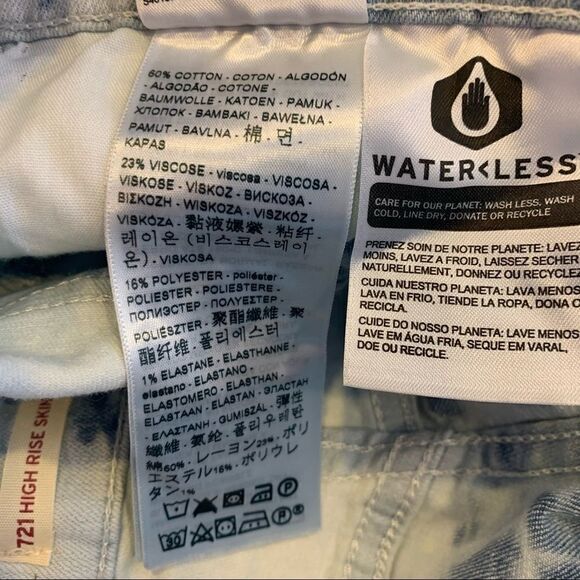 60% COTTON - COTON - ALGODÓN
- ALGODÃO - COTONE -
BAUMWOLLE - KATOEN - PAMUK -
ХЛОПОК - BAMBAKI - BAWEŁNA -
PAMUT - BAVLNA - 棉 - 면 -
KAPAS
23% VISCOSE - viscosa - VISCOSA -
VISKOSE - VISKOZ - ВИСКОЗА -
ΒΙΣΚΟΖΗ - WISKOZA - VISZKÓZ -
VISKÓZA - 黏液嫘縈 - 粘纤 -
레이온 (비스코스레이
온) - VISKOSA
16% POLYESTER - poliéster -
POLIÉSTER - POLIESTERE -
ПОЛИЭСТЕР - ΠΟΛΥΕΣΤΕΡ -
POLIÉSZTER - 聚酯纖維 - 聚
酯纤维 - 폴리에스터
1% ELASTANE - ÉLASTHANNE -
elastano - ELASTANO -
ELASTOMERO - ELASTHAN -
ELASTAAN - ELASTAN - ЭЛАСТАН
- ΕΛΑΣΤΑΝΗ - GUMISZÁL - 彈性
纖維 - 氨纶 - 폴리우레탄
綿60% - レーヨン23% - ポリ
エステル16% - ポリウレ
タン1%
30
WATER<LESS
CARE FOR OUR PLANET: WASH LESS, WASH
COLD, LINE DRY, DONATE OR RECYCLE
PRENEZ SOIN DE NOTRE PLANETE: LAVEZ
MOINS, LAVEZ A FROID, LAISSEZ SECHER
NATURELLEMENT, DONNEZ OU RECYCLEZ
CUIDA NUESTRO PLANETA: LAVA MENOS
LAVA EN FRIO, TIENDE LA ROPA, DONA O
RECICLA.
CUIDE DO NOSSO PLANETA: LAVE MENOS
LAVE EM ÁGUA FRIA, SEQUE EM VARAL,
DOE OU RECICLE.
721 HIGH RISE SKIN